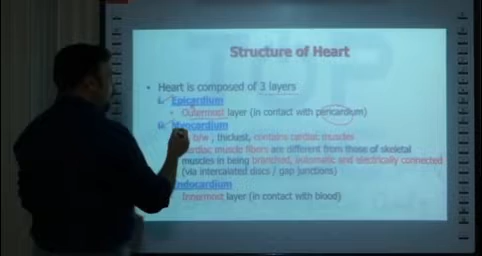 Structure of Heart
• Heart is composed of 3 layers
i. Epicardium
• Outermost layer (in contact with pericardium)
ii. Myocardium
, thickest, contains cardiac muscles
cardiac muscle fibers are different from those of skeletal
muscles in being branched, automatic and electrically connected
(via intercalated discs / gap junctions)
Endocardium
Innermost layer (in contact with blood)